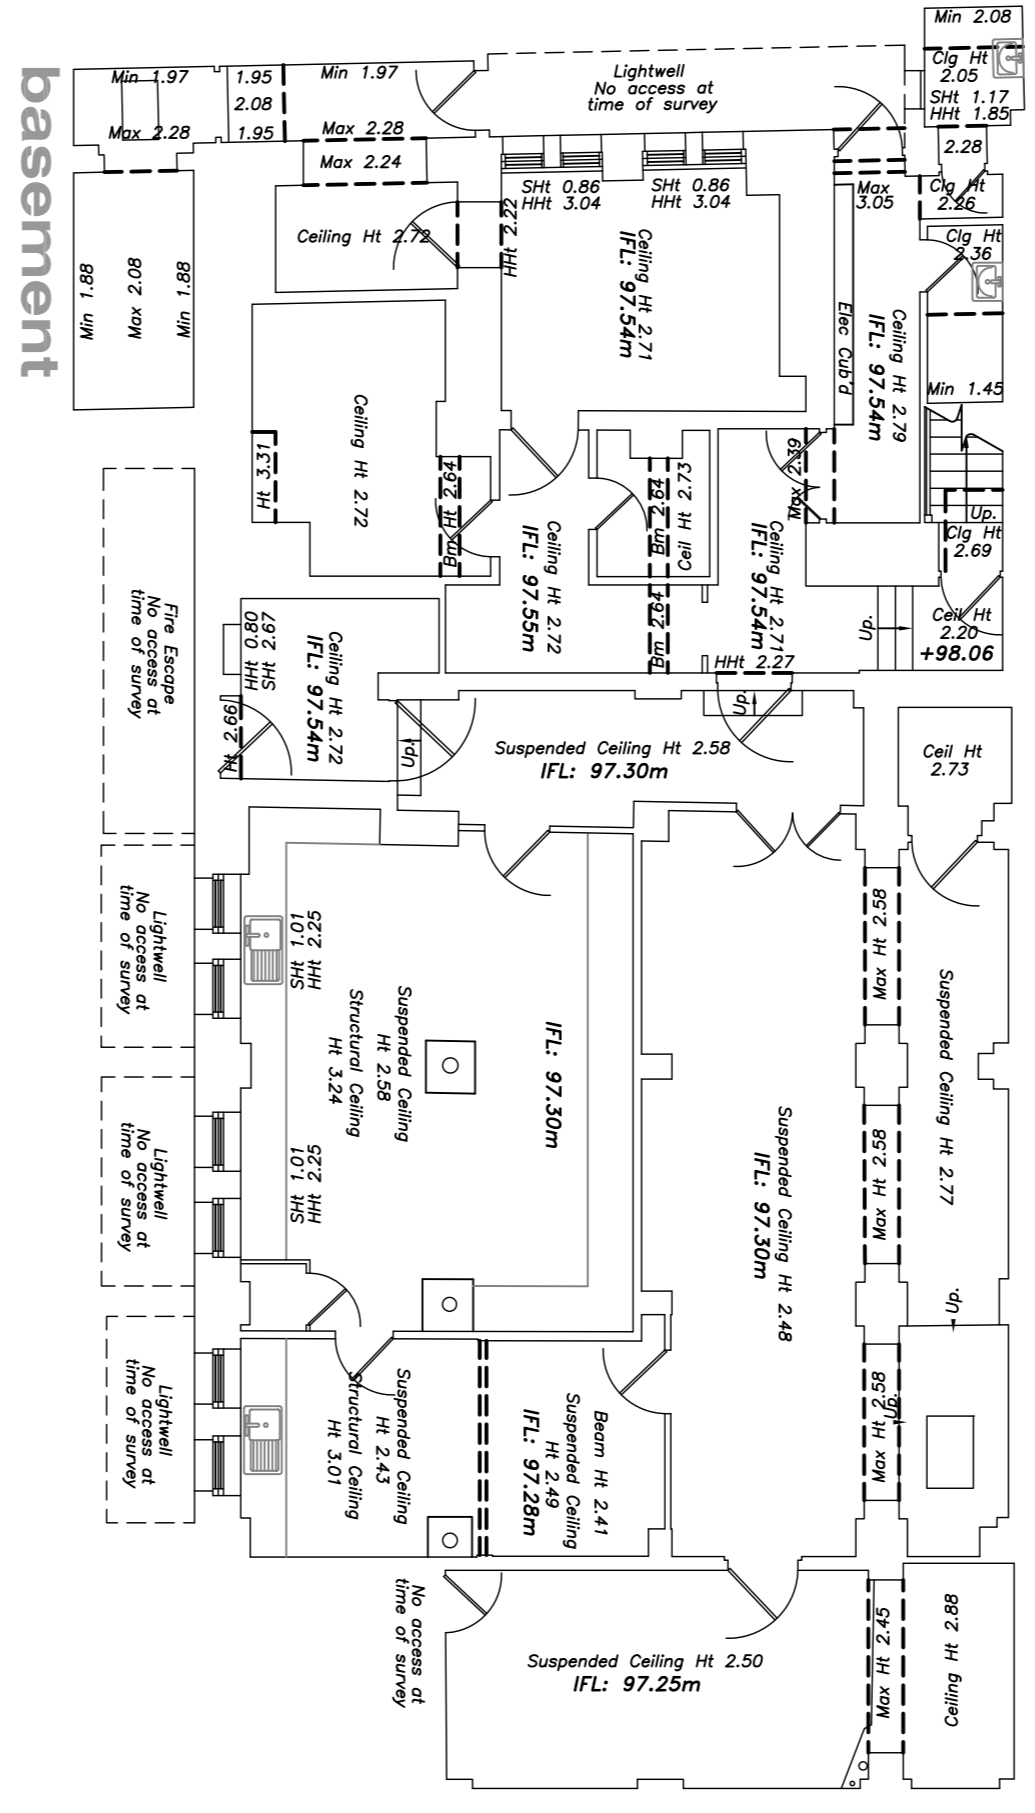 basement
Min 1.97
1.95
2.08
1.95
Max 2.28
Min 1.97
Max 2.28
Max 2.24
Lightwell
No access at
time of survey
Min 2.08
Clg Ht
2.05
SHt 1.17
HHt 1.85
2.28
Clg Ht
2.26
Max
3.05
Clg Ht
2.36
Min 1.45
SHt 0.86
HHt 3.04
SHt 0.86
HHt 3.04
HHt 2.22
Ceiling Ht 2.72
Ceiling Ht 2.71
IFL: 97.54m
Elec Cub'd
Ceiling Ht 2.79
IFL: 97.54m
Min 1.88
Max 2.08
Min 1.88
Ht 3.31
Ceiling Ht 2.72
Bm Ht 2.64
Ceiling Ht 2.72
IFL: 97.55m
Bm 2.64
Bm 2.64
Ceil Ht 2.73
Max 2.39
Ceiling Ht 2.71
IFL: 97.54m
Up.
Clg Ht
2.69
Ceil Ht
2.20
+98.06
Up.
HHt 2.27
Up.
Fire Escape
No access at
time of survey
SHt 2.67
HHt 0.80
Ht 2.66
Ceiling Ht 2.72
IFL: 97.54m
Up.
Suspended Ceiling Ht 2.58
IFL: 97.30m
Ceil Ht
2.73
Lightwell
No access at
time of survey
HHt 2.25
SHt 1.01
Suspended Ceiling
Ht 2.58
Structural Ceiling
Ht 3.24
IFL: 97.30m
Max Ht 2.58
Suspended Ceiling Ht 2.77
Lightwell
No access at
time of survey
HHt 2.25
SHt 1.01
Suspended Ceiling Ht 2.48
IFL: 97.30m
Max Ht 2.58
Up.
Lightwell
No access at
time of survey
Suspended Ceiling
Ht 2.43
Structural Ceiling
Ht 3.01
Beam Ht 2.41
Suspended Ceiling
Ht 2.49
IFL: 97.28m
Max Ht 2.58
Up.
No access at
time of survey
Suspended Ceiling Ht 2.50
IFL: 97.25m
Max Ht 2.45
Ceiling Ht 2.88